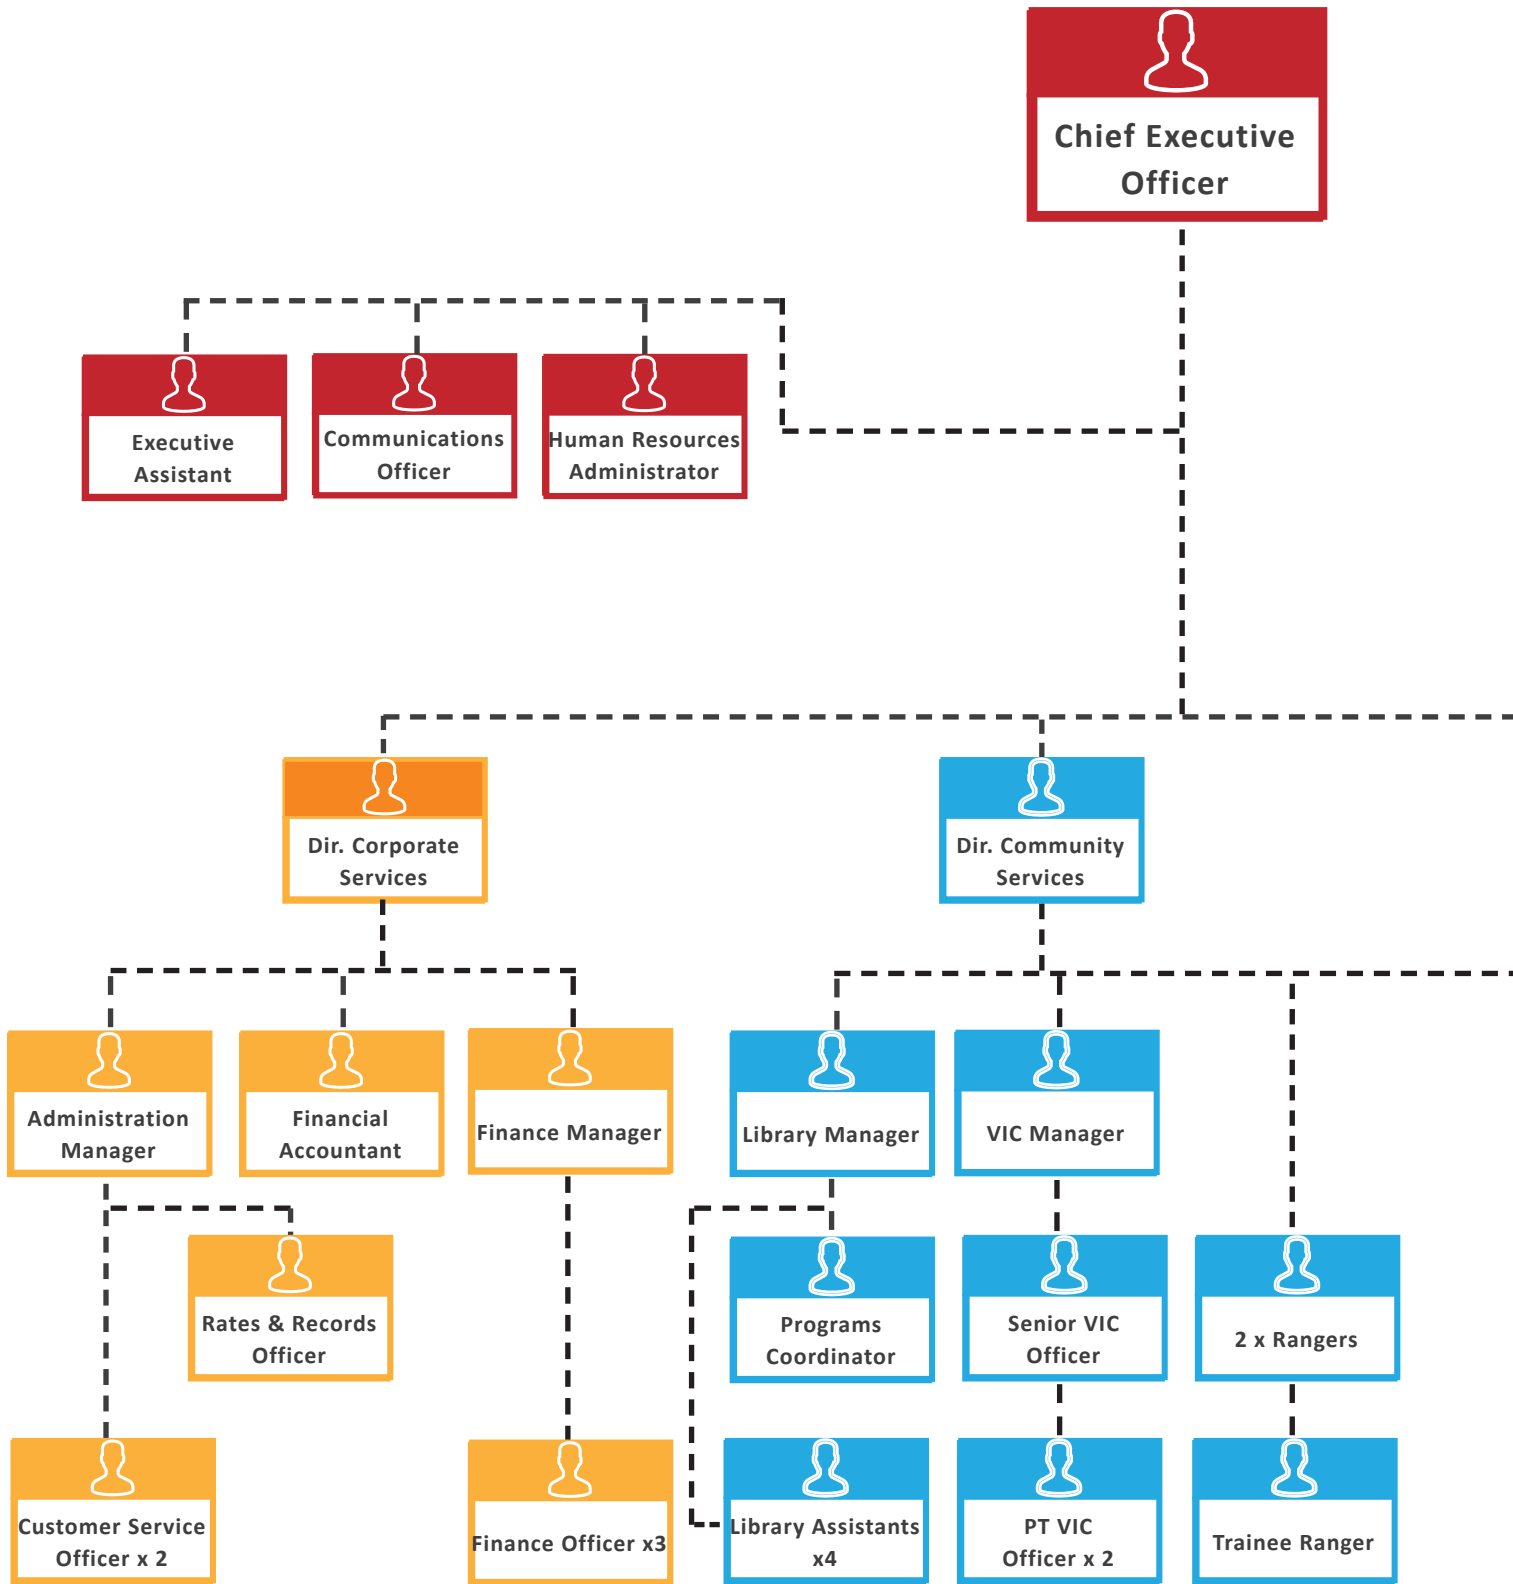 Chief Executive
Officer
Executive
Assistant
Communications
Officer
Human Resources
Administrator
Dir. Corporate
Services
Dir. Community
Services
Administration
Manager
Financial
Accountant
Finance Manager
Library Manager
VIC Manager
Rates & Records
Officer
Programs
Coordinator
Senior VIC
Officer
2 x Rangers
Customer Service
Officer x 2
Finance Officer x3
Library Assistants
x4
PT VIC
Officer x 2
Trainee Ranger